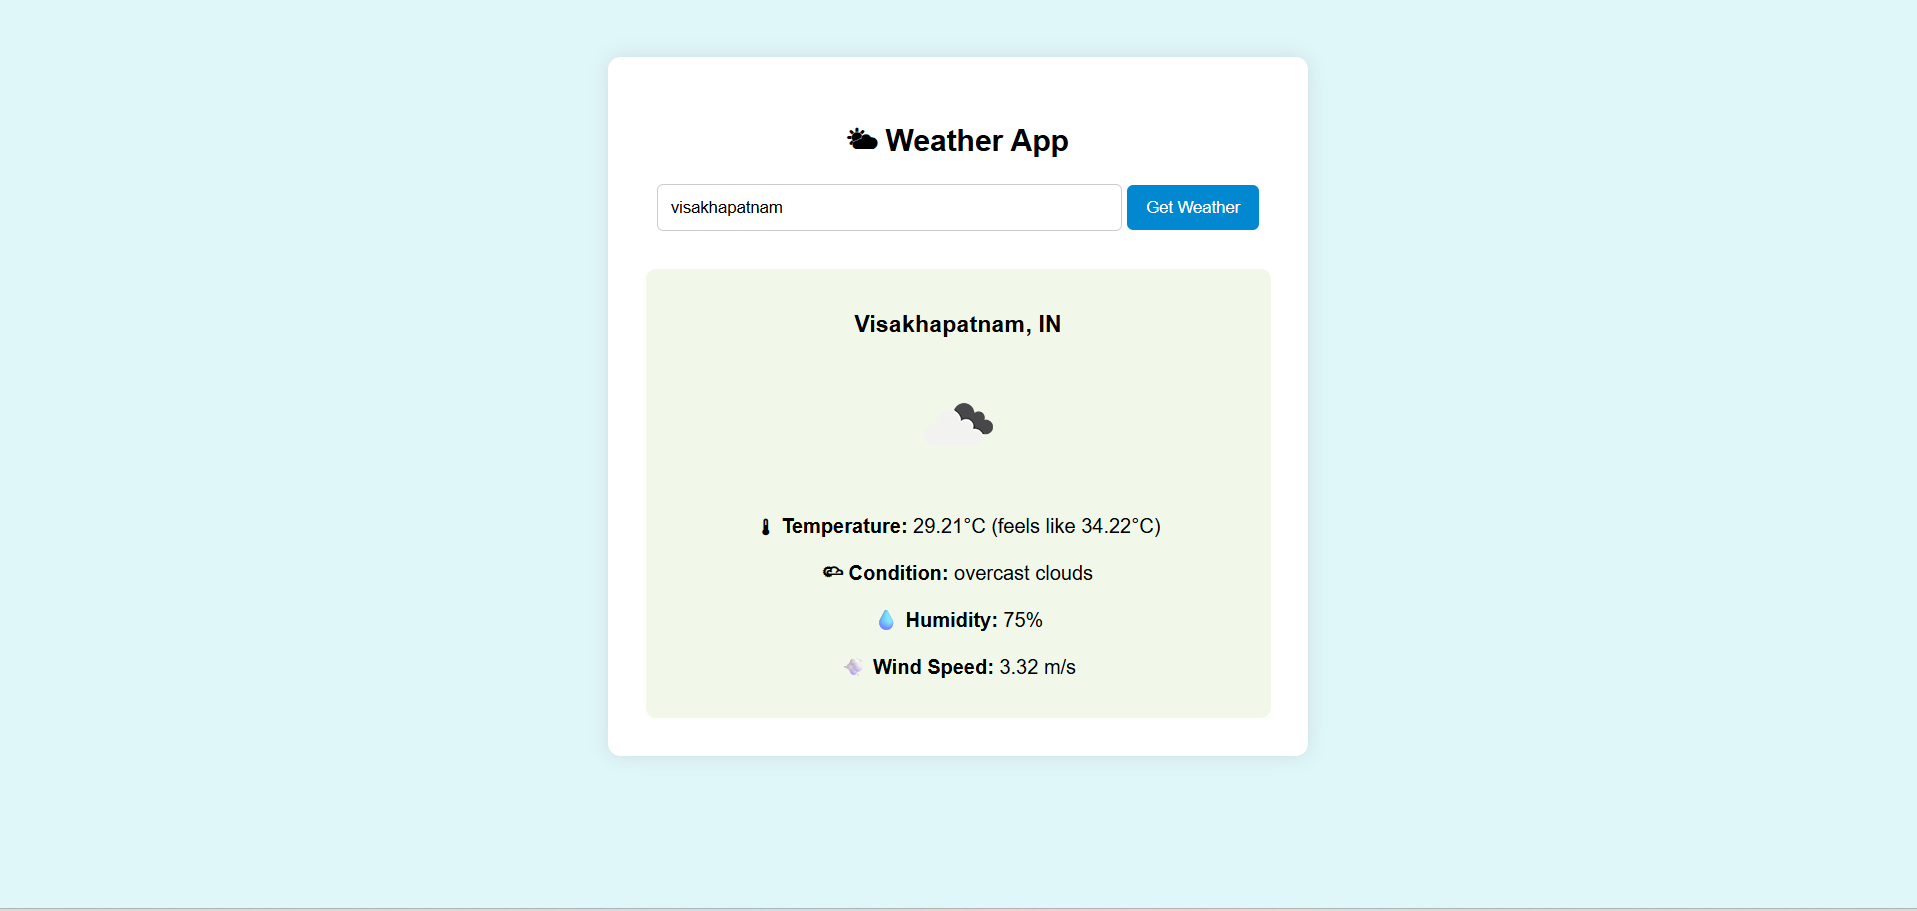 Weather App
visakhapatnam
Get Weather
Visakhapatnam, IN
Temperature: 29.21°C (feels like 34.22°C)
Condition: overcast clouds
Humidity: 75%
Wind Speed: 3.32 m/s